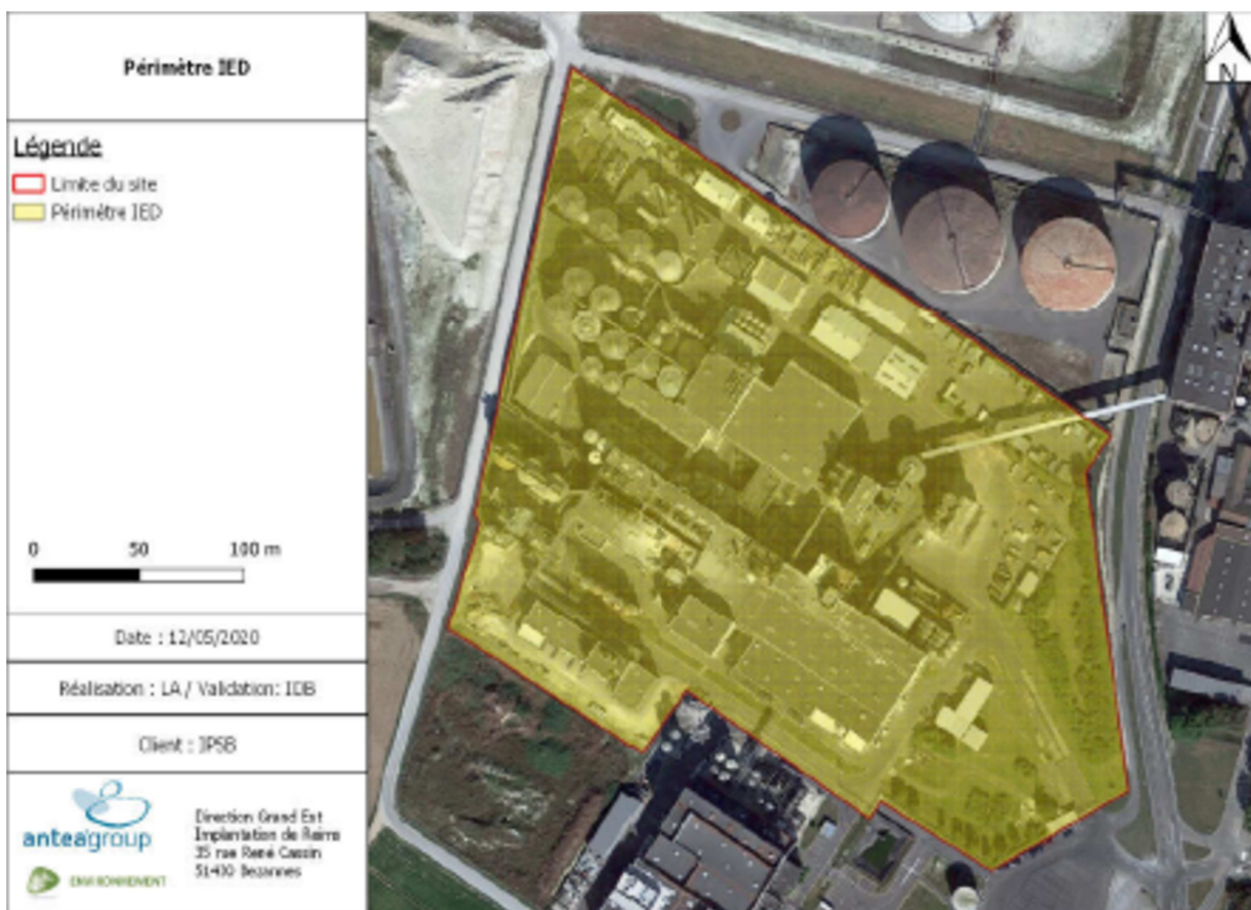 Périmètre IED
Légende
Limite du site
Périmètre IED
0 50 100 m
Date : 12/05/2020
Réalisation : LA / Validation: IDB
Client : IPSB
anteagroup
ENVIRONNEMENT
Direction Grand Est
Implantation de Reims
35 rue René Cassin
51430 Bezannes
N